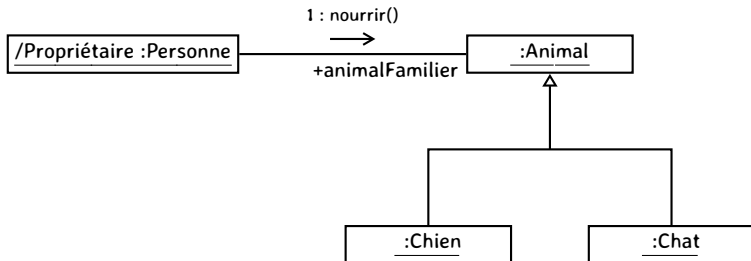 1 : nourrir()
/Propriétaire :Personne
:Animal
+animalFamilier
:Chien
:Chat